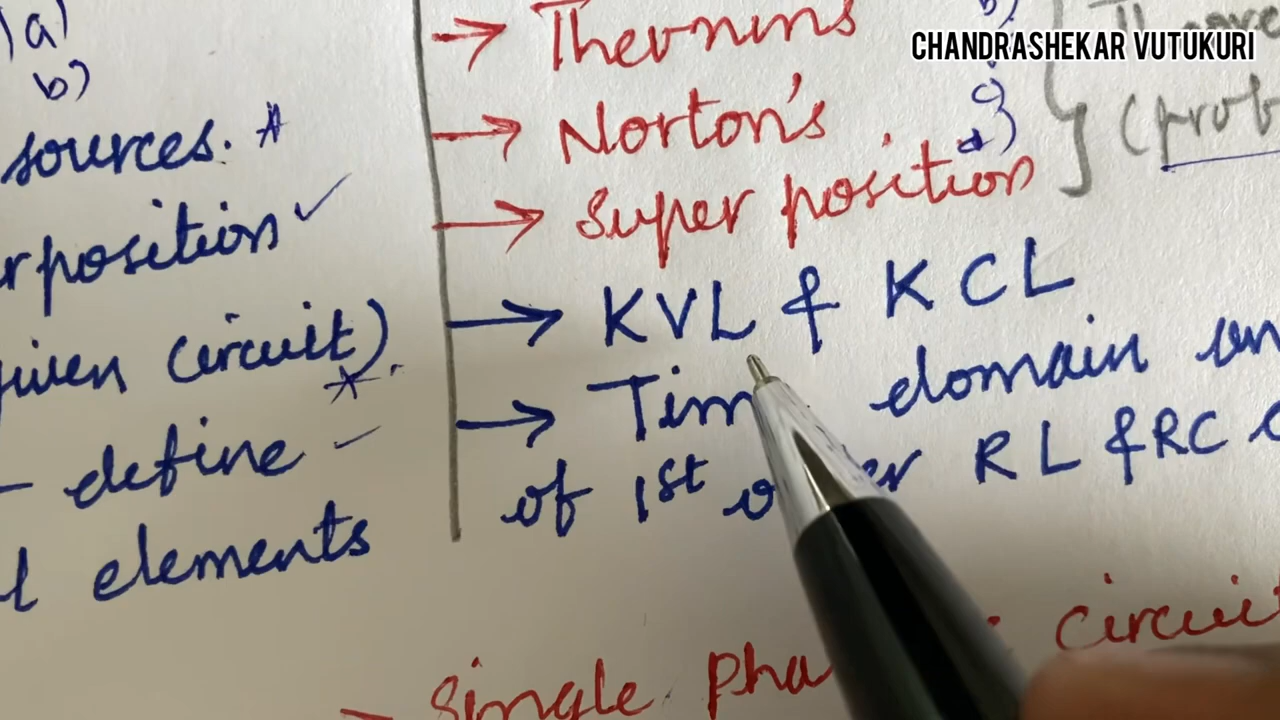 CHANDRASHEKAR VUTUKURI
a)
b)
sources.
rposition
given circuit)
- define
elements
→ Thevnins
→ Norton's
→ Super position
→ KVL & KCL
→ domain
of 1st RL & RC
b)
c)
d)
(prob
Single
circuit